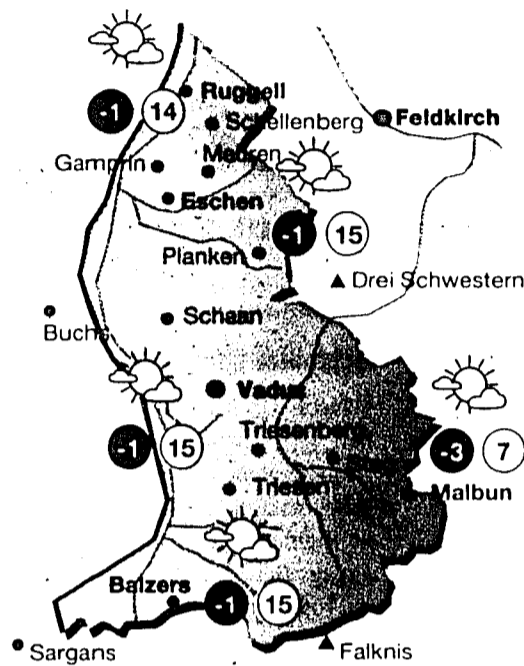 Ruggell
-1 14
Schellenberg
Feldkirch
Gamprin
Mauren
Eschen
-1 15
Planken
Drei Schwestern
Buchs
Schaan
Vaduz
Triesenberg
-1 15
-3 7
Triesen
Malbun
Balzers
-1 15
Sargans
Falknis